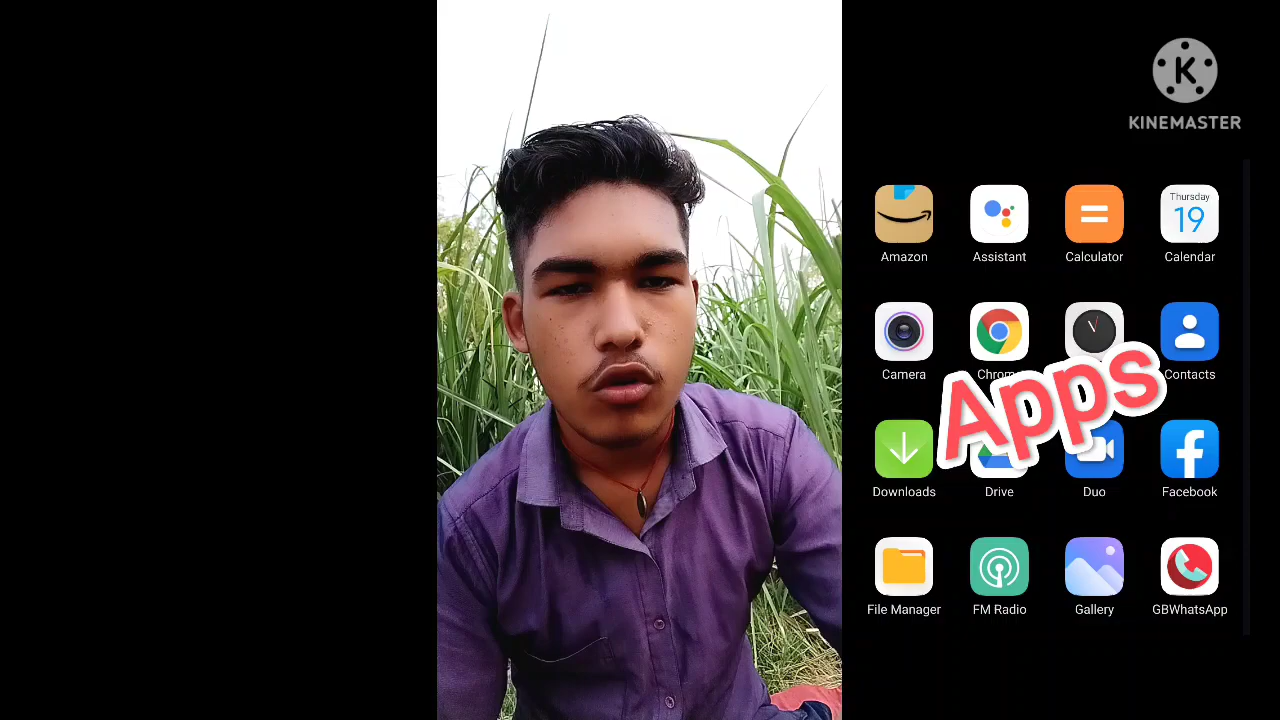 KINEMASTER
Thursday
19
Amazon Assistant Calculator Calendar
Camera Chrome Contacts
Apps
Downloads Drive Duo Facebook
File Manager FM Radio Gallery GBWhatsApp